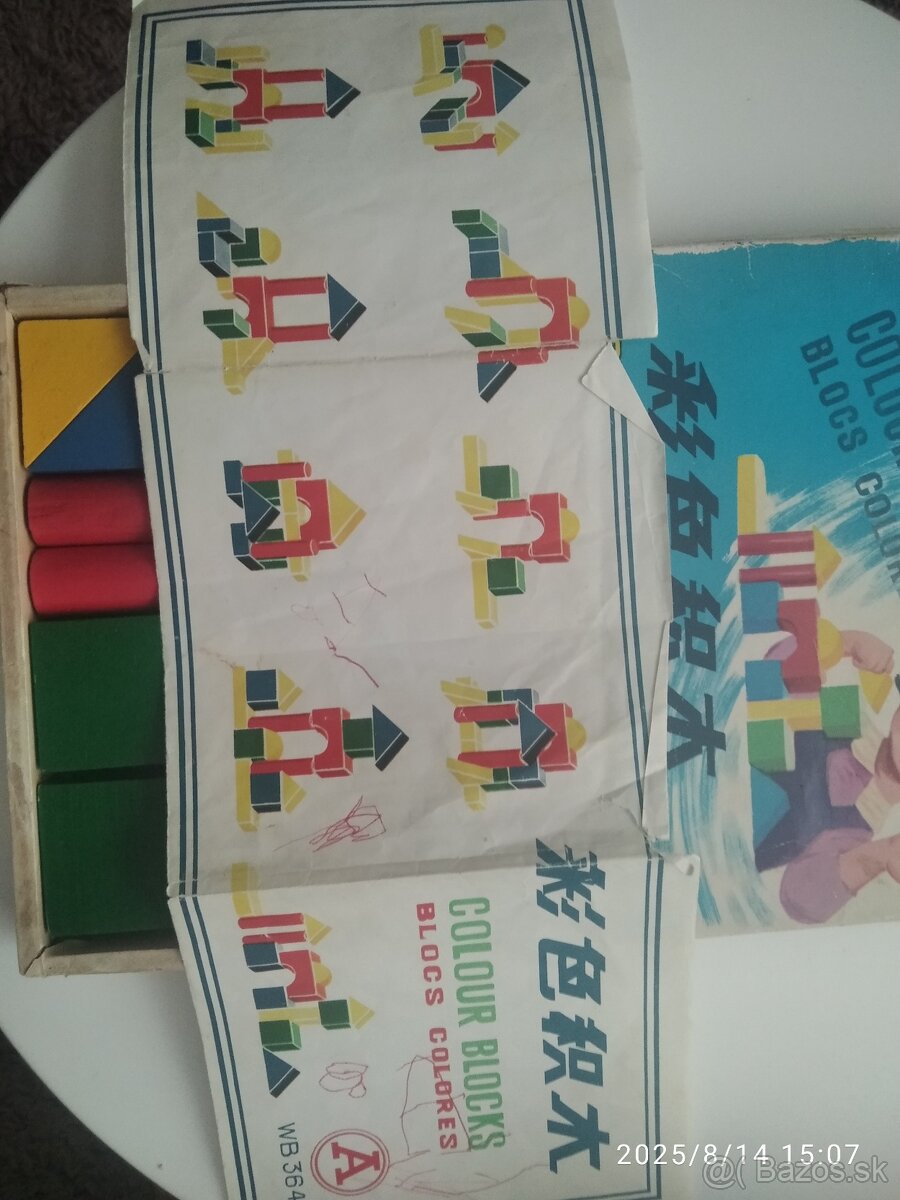 彩色积木
COLOUR BLOCKS
BLOCS COLORES
A
WB364
彩色积木
BLOCS
2025/8/14 15:07
@( Bazos.sk